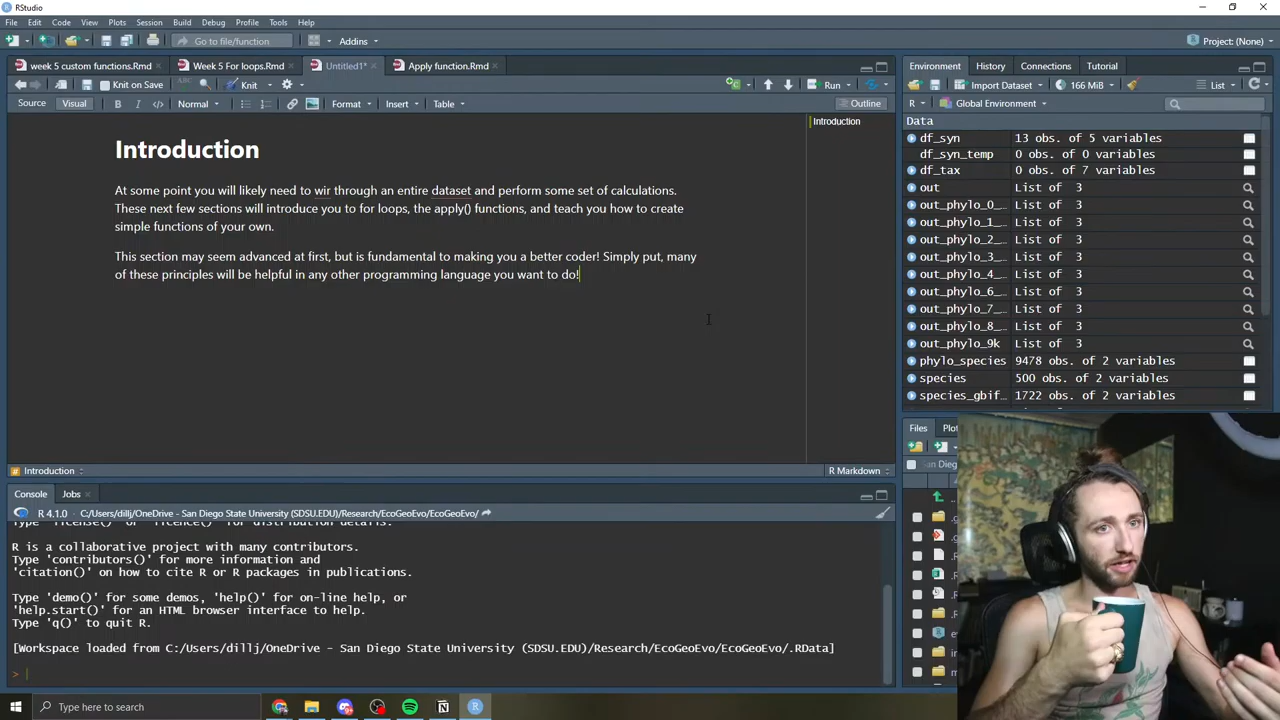 RStudio
File Edit Code View Plots Session Build Debug Profile Tools Help
Go to file/function Addins Project: (None)
week 5 custom functions.Rmd Week 5 For loops.Rmd Untitled1* Apply function.Rmd
Knit on Save Knit Run
Source Visual B I </> Normal Format Insert Table Outline
Introduction
Introduction
At some point you will likely need to wir through an entire dataset and perform some set of calculations.
These next few sections will introduce you to for loops, the apply() functions, and teach you how to create
simple functions of your own.
This section may seem advanced at first, but is fundamental to making you a better coder! Simply put, many
of these principles will be helpful in any other programming language you want to do!
# Introduction R Markdown
Console Jobs
R 4.1.0 · C:/Users/dillj/OneDrive - San Diego State University (SDSU.EDU)/Research/EcoGeoEvo/EcoGeoEvo/
Type 'license()' or 'licence()' for distribution details.
R is a collaborative project with many contributors.
Type 'contributors()' for more information and
'citation()' on how to cite R or R packages in publications.
Type 'demo()' for some demos, 'help()' for on-line help, or
'help.start()' for an HTML browser interface to help.
Type 'q()' to quit R.
[Workspace loaded from C:/Users/dillj/OneDrive - San Diego State University (SDSU.EDU)/Research/EcoGeoEvo/EcoGeoEvo/.RData]
>
Environment History Connections Tutorial
Import Dataset 166 MiB List
R Global Environment
Data
df_syn 13 obs. of 5 variables
df_syn_temp 0 obs. of 0 variables
df_tax 0 obs. of 7 variables
out List of 3
out_phylo_0_… List of 3
out_phylo_1_… List of 3
out_phylo_2_… List of 3
out_phylo_3_… List of 3
out_phylo_4_… List of 3
out_phylo_6_… List of 3
out_phylo_7_… List of 3
out_phylo_8_… List of 3
out_phylo_9k List of 3
phylo_species 9478 obs. of 2 variables
species 500 obs. of 2 variables
species_gbif… 1722 obs. of 2 variables
Files Plot
San Dieg
Type here to search